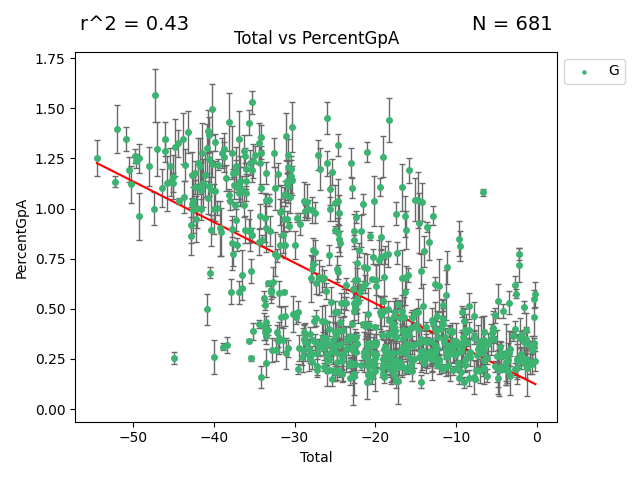 r^2 = 0.43
N = 681
Total vs PercentGpA
1.75
1.50
1.25
1.00
0.75
0.50
0.25
0.00
PercentGpA
−50
−40
−30
−20
−10
0
Total
G